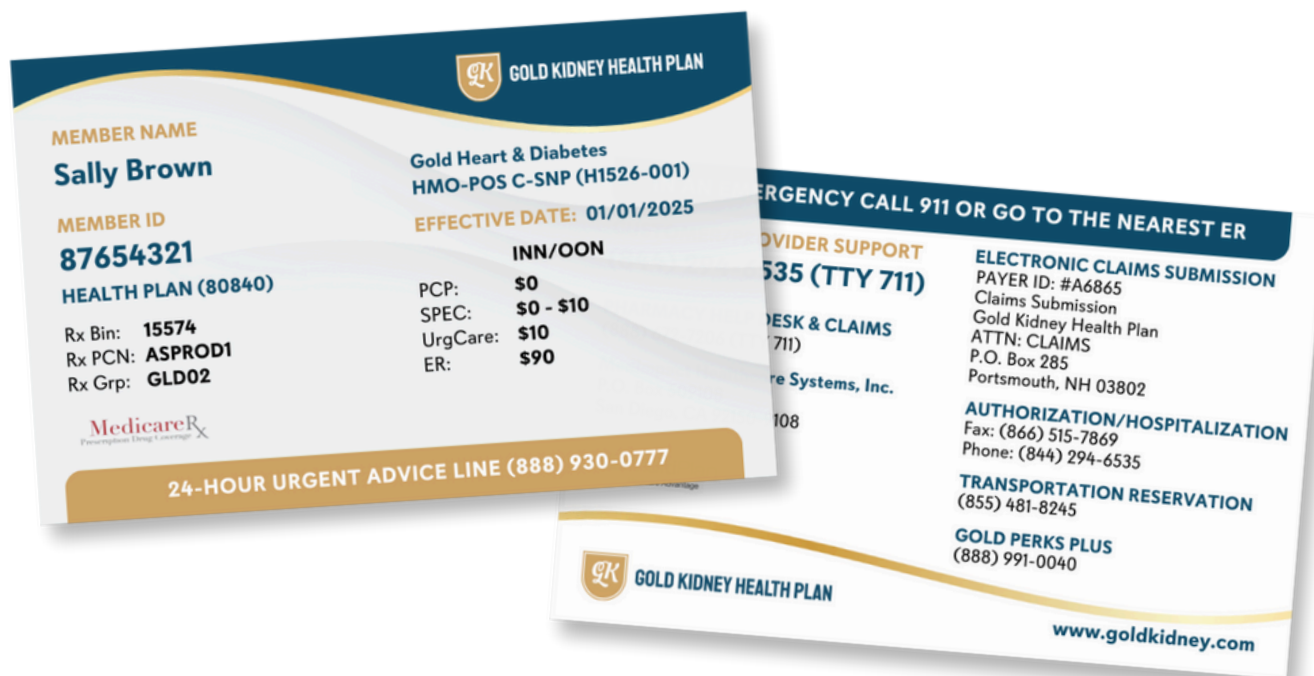 GK GOLD KIDNEY HEALTH PLAN
MEMBER NAME
Sally Brown
MEMBER ID
87654321
HEALTH PLAN (80840)
Rx Bin: 15574
Rx PCN: ASPROD1
Rx Grp: GLD02
MedicareRx
Prescription Drug Coverage
Gold Heart & Diabetes
HMO-POS C-SNP (H1526-001)
EFFECTIVE DATE: 01/01/2025
INN/OON
PCP: $0
SPEC: $0 - $10
UrgCare: $10
ER: $90
24-HOUR URGENT ADVICE LINE (888) 930-0777
CALL 911 OR GO TO THE NEAREST ER
SUPPORT
535 (TTY 711)
& CLAIMS
711)
Systems, Inc.
108
ELECTRONIC CLAIMS SUBMISSION
PAYER ID: #A6865
Claims Submission
Gold Kidney Health Plan
ATTN: CLAIMS
P.O. Box 285
Portsmouth, NH 03802
AUTHORIZATION/HOSPITALIZATION
Fax: (866) 515-7869
Phone: (844) 294-6535
TRANSPORTATION RESERVATION
(855) 481-8245
GOLD PERKS PLUS
(888) 991-0040
GK GOLD KIDNEY HEALTH PLAN
www.goldkidney.com